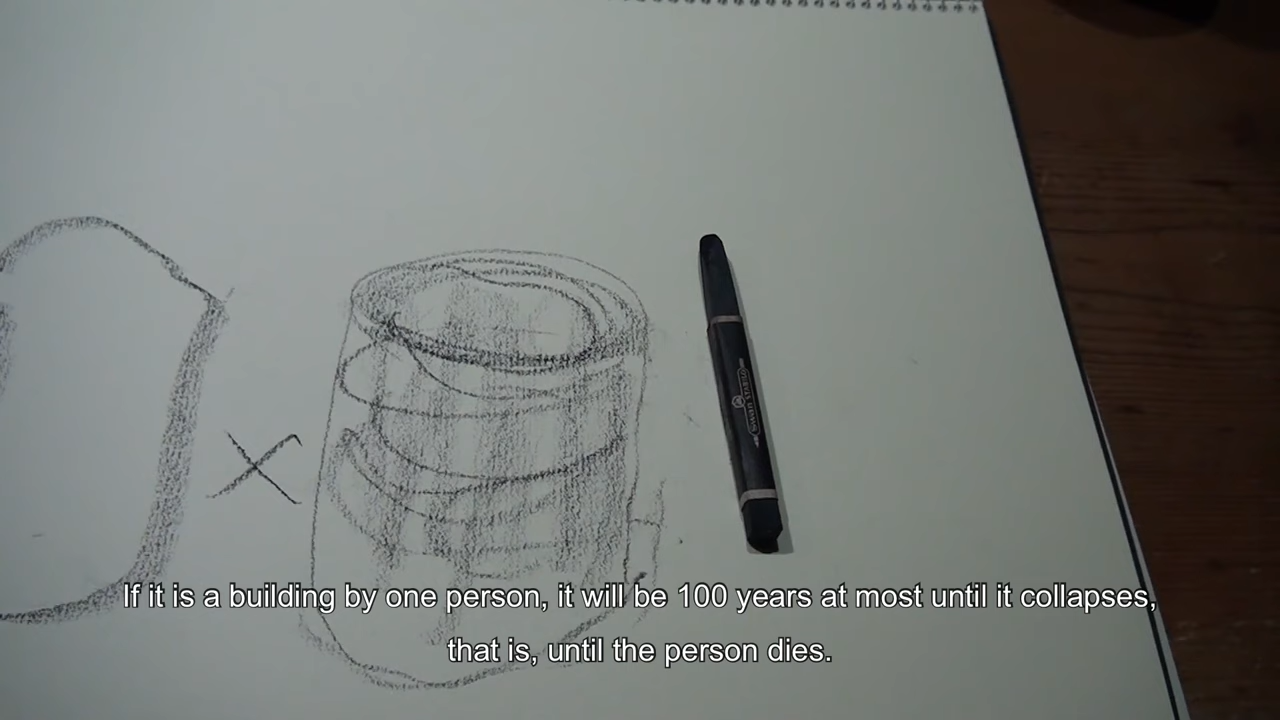 If it is a building by one person, it will be 100 years at most until it collapses,
that is, until the person dies.